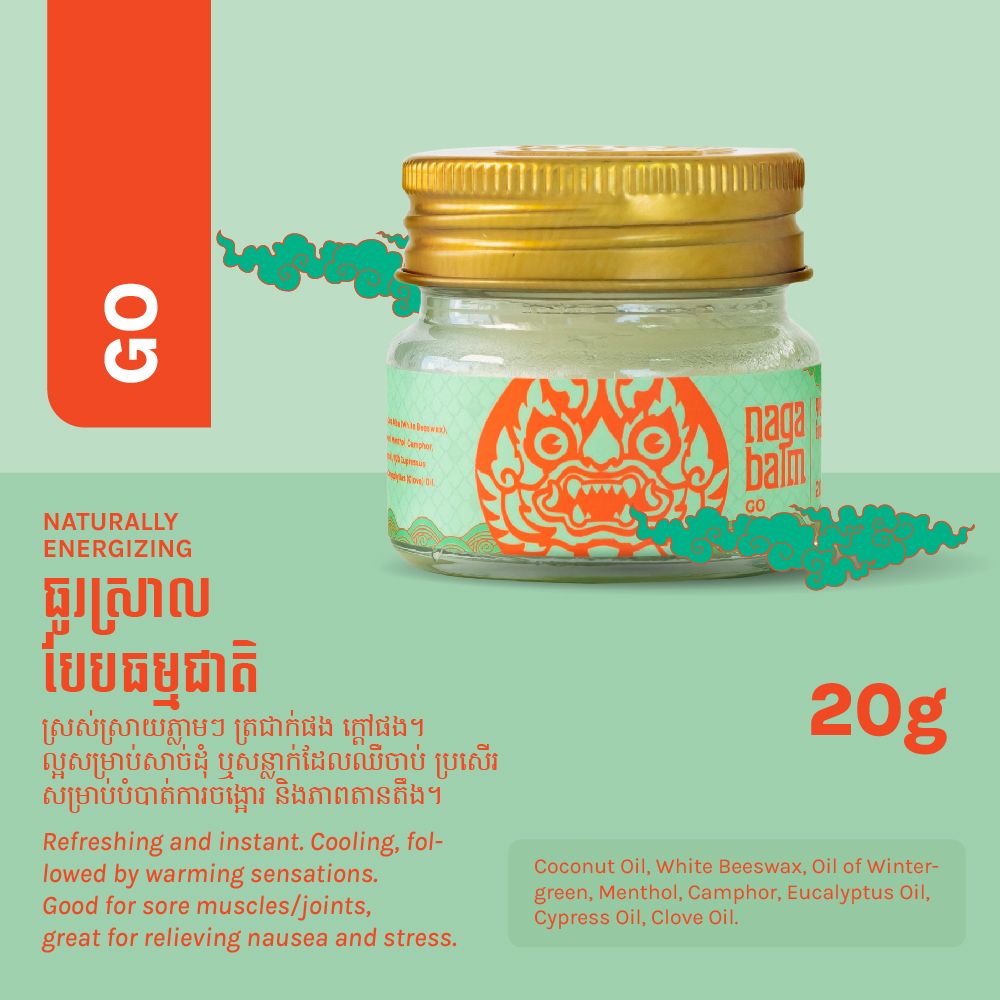 GO
naga
balm
GO
NATURALLY
ENERGIZING
ធូរស្រាល
បែបធម្មជាតិ
ស្រស់ស្រាយភ្លាមៗ ត្រជាក់ផង ក្តៅផង។
ល្អសម្រាប់សាច់ដុំ ឬសន្លាក់ដែលឈឺចាប់ ប្រសើរ
សម្រាប់បំបាត់ការចង្អោរ និងភាពតានតឹង។
Refreshing and instant. Cooling, fol-
lowed by warming sensations.
Good for sore muscles/joints,
great for relieving nausea and stress.
20g
Coconut Oil, White Beeswax, Oil of Winter-
green, Menthol, Camphor, Eucalyptus Oil,
Cypress Oil, Clove Oil.